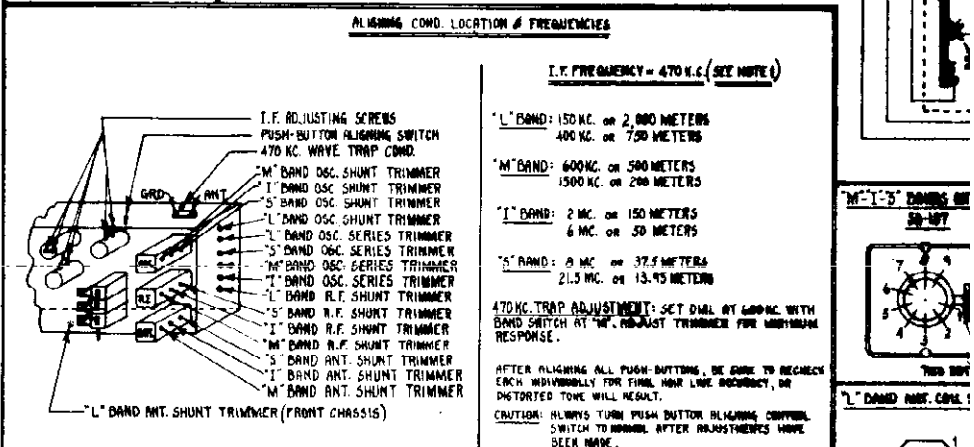 ALIGNING COND. LOCATION & FREQUENCIES
I.F. ADJUSTING SCREWS
PUSH-BUTTON ALIGNING SWITCH
470 KC. WAVE TRAP COND.
"M" BAND OSC. SHUNT TRIMMER
"I" BAND OSC SHUNT TRIMMER
"S" BAND OSC. SHUNT TRIMMER
"L" BAND OSC. SHUNT TRIMMER
"L" BAND OSC. SERIES TRIMMER
"S" BAND OSC. SERIES TRIMMER
"M" BAND OSC. SERIES TRIMMER
"I" BAND OSC. SERIES TRIMMER
"L" BAND R.F. SHUNT TRIMMER
"S" BAND R.F. SHUNT TRIMMER
"I" BAND R.F. SHUNT TRIMMER
"M" BAND R.F. SHUNT TRIMMER
"S" BAND ANT. SHUNT TRIMMER
"I" BAND ANT. SHUNT TRIMMER
"M" BAND ANT. SHUNT TRIMMER
"L" BAND ANT. SHUNT TRIMMER (FRONT CHASSIS)
GRD ANT
OSC.
R.F.
ANT.
I.F. FREQUENCY = 470 K.C. (SEE NOTE 1)
"L" BAND: 150 KC. OR 2,000 METERS
400 KC. OR 750 METERS
"M" BAND: 600 KC. OR 500 METERS
1500 KC. OR 200 METERS
"I" BAND: 2 MC. OR 150 METERS
6 MC. OR 50 METERS
"S" BAND: 8 MC OR 37.5 METERS
21.5 MC. OR 13.95 METERS
470 KC. TRAP ADJUSTMENT: SET DIAL AT 600 KC. WITH
BAND SWITCH AT "M". ADJUST TRIMMER FOR MINIMUM
RESPONSE.
AFTER ALIGNING ALL PUSH-BUTTONS, BE SURE TO RECHECK
EACH INDIVIDUALLY FOR FINAL HAIR LINE ACCURACY, OR
DISTORTED TONE WILL RESULT.
CAUTION: ALWAYS TURN PUSH BUTTON ALIGNING CONTROL
SWITCH TO NORMAL AFTER ADJUSTMENTS HAVE
BEEN MADE.
"M-I-S" BANDS
"L" BAND ANT. COIL